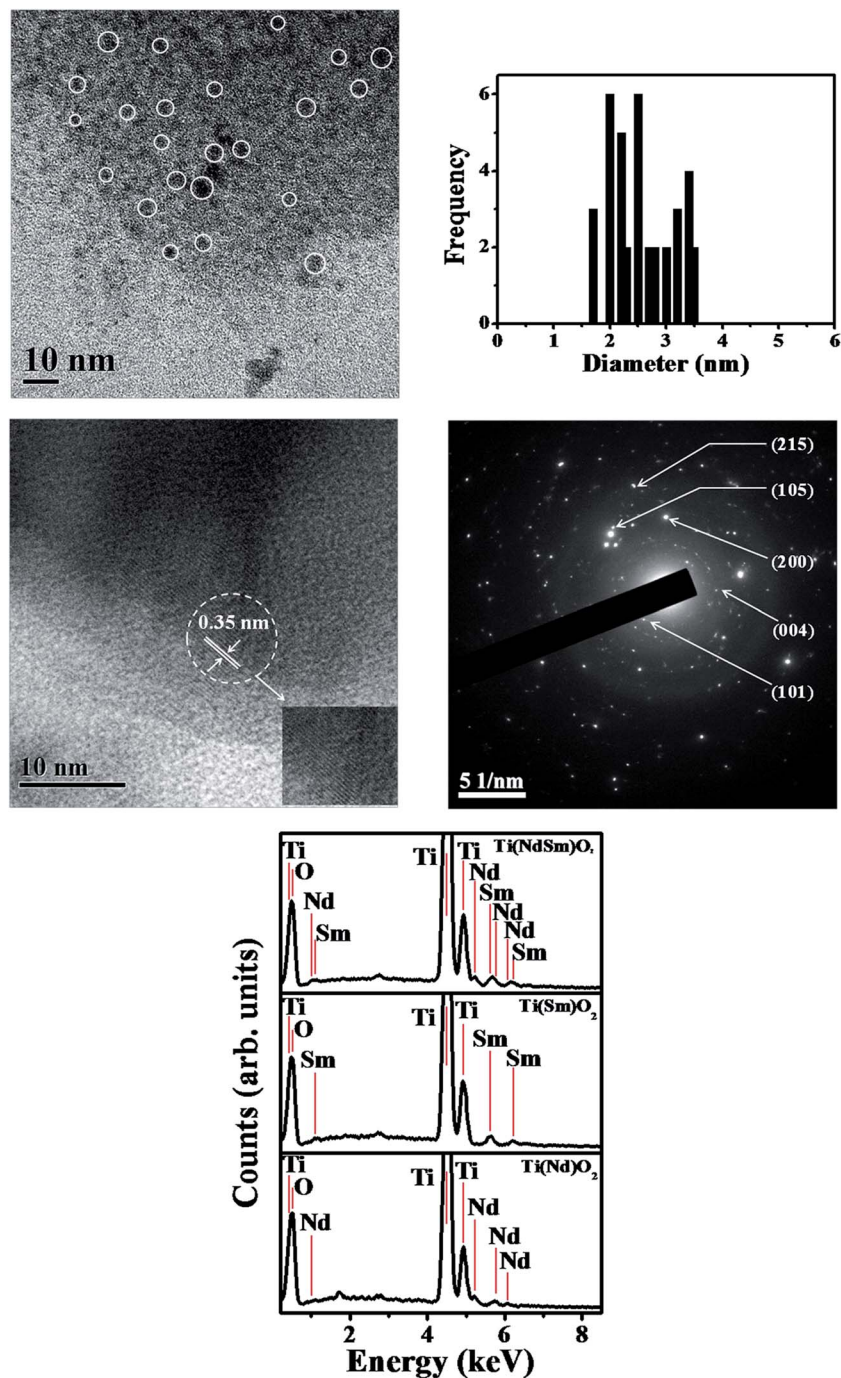 10 nm
6
4
2
0
Frequency
0 1 2 3 4 5 6
Diameter (nm)
0.35 nm
10 nm
(215)
(105)
(200)
(004)
(101)
5 1/nm
Counts (arb. units)
Ti(NdSm)O2
Ti
O
Nd
Sm
Ti
Ti
Nd
Sm
Nd
Nd
Sm
Ti(Sm)O2
Ti
O
Sm
Ti
Ti
Sm
Sm
Ti(Nd)O2
Ti
O
Nd
Ti
Ti
Nd
Nd
Nd
2 4 6 8
Energy (keV)